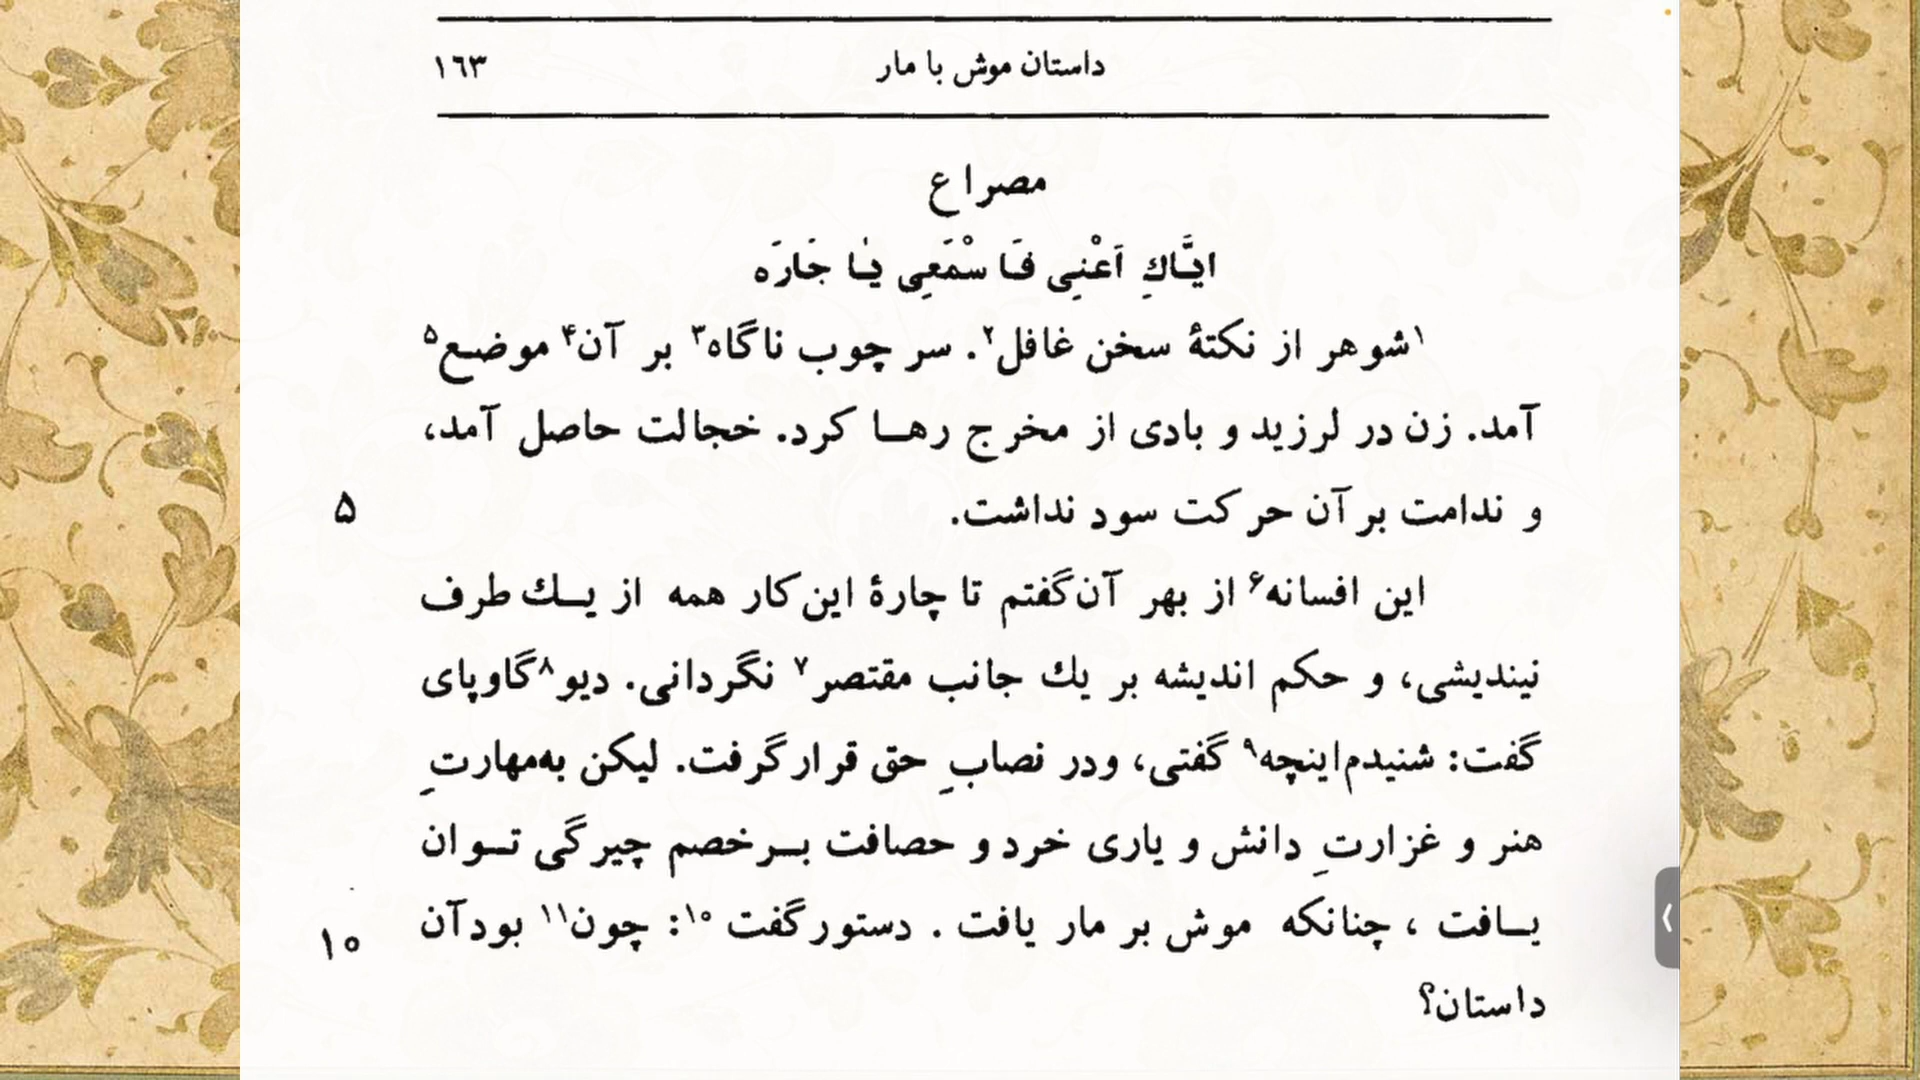 داستان موش با مار ١٦٣
مصراع
ايَّاكِ اَعْنِى فَا سْمَعِى يٰا جَارَه
۱شوهر از نکتهٔ سخن غافل۲. سر چوب ناگاه۳ بر آن۴ موضع۵
آمد. زن در لرزید و بادی از مخرج رها کرد. خجالت حاصل آمد،
و ندامت بر آن حرکت سود نداشت. ۵
این افسانه۶ از بهر آن گفتم تا چارهٔ این کار همه از یك طرف
نیندیشی، و حکم اندیشه بر یك جانب مقتصر۷ نگردانی. دیو۸ گاوپای
گفت: شنیدم اینچه۹ گفتی، ودر نصابِ حق قرار گرفت. لیکن به‌مهارتِ
هنر و غزارتِ دانش و یاری خرد و حصافت بر خصم چیرگی توان
یافت ، چنانکه موش بر مار یافت . دستور گفت۱۰: چون۱۱ بود آن ۱۰
داستان؟